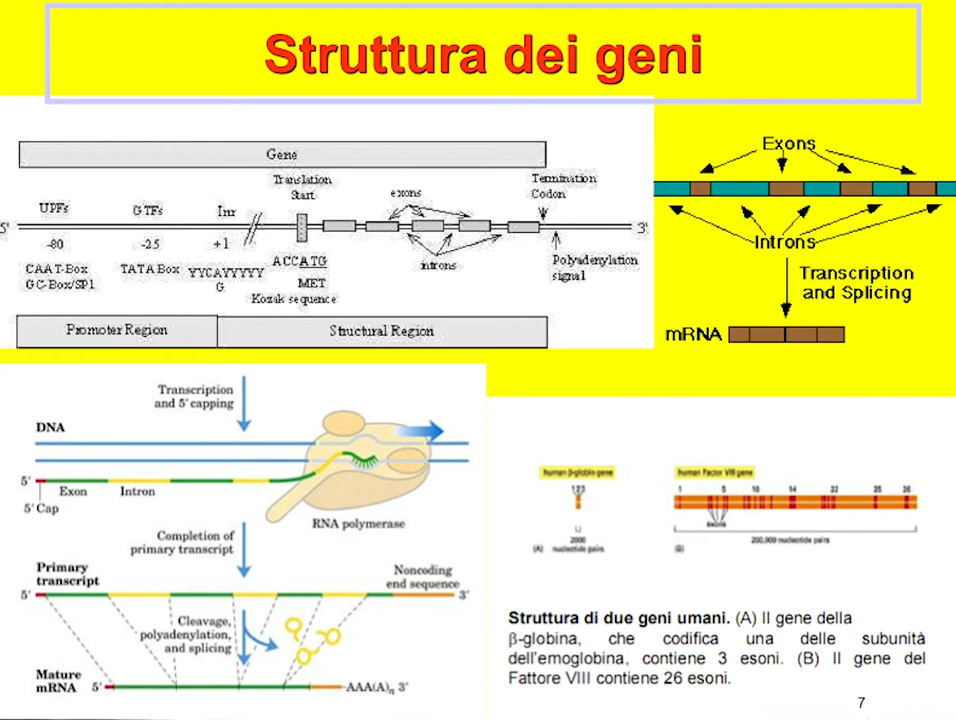 Struttura dei geni
Gene
Translation
Start
exons
Termination
Codon
UPFs
GTFs
Inr
5'
3'
-80
-25
+1
CAAT-Box
GC-Box/SP1
TATA Box
YYCAYYYYY
G
ACCATG
MET
Kozak sequence
introns
Polyadenylation
signal
Promoter Region
Structural Region
Exons
Introns
Transcription
and Splicing
mRNA
Transcription
and 5' capping
DNA
5'
Exon
Intron
5' Cap
RNA polymerase
Completion of
primary transcript
Primary
transcript
Noncoding
end sequence
5'
3'
Cleavage,
polyadenylation,
and splicing
Mature
mRNA
5'
AAA(A)n 3'
human β-globin gene
123
2000
(A) nucleotide pairs
human Factor VIII gene
1 5 10 14 22 25 26
exons
200,000 nucleotide pairs
(B)
Struttura di due geni umani. (A) Il gene della
β-globina, che codifica una delle subunità
dell'emoglobina, contiene 3 esoni. (B) Il gene del
Fattore VIII contiene 26 esoni.
7